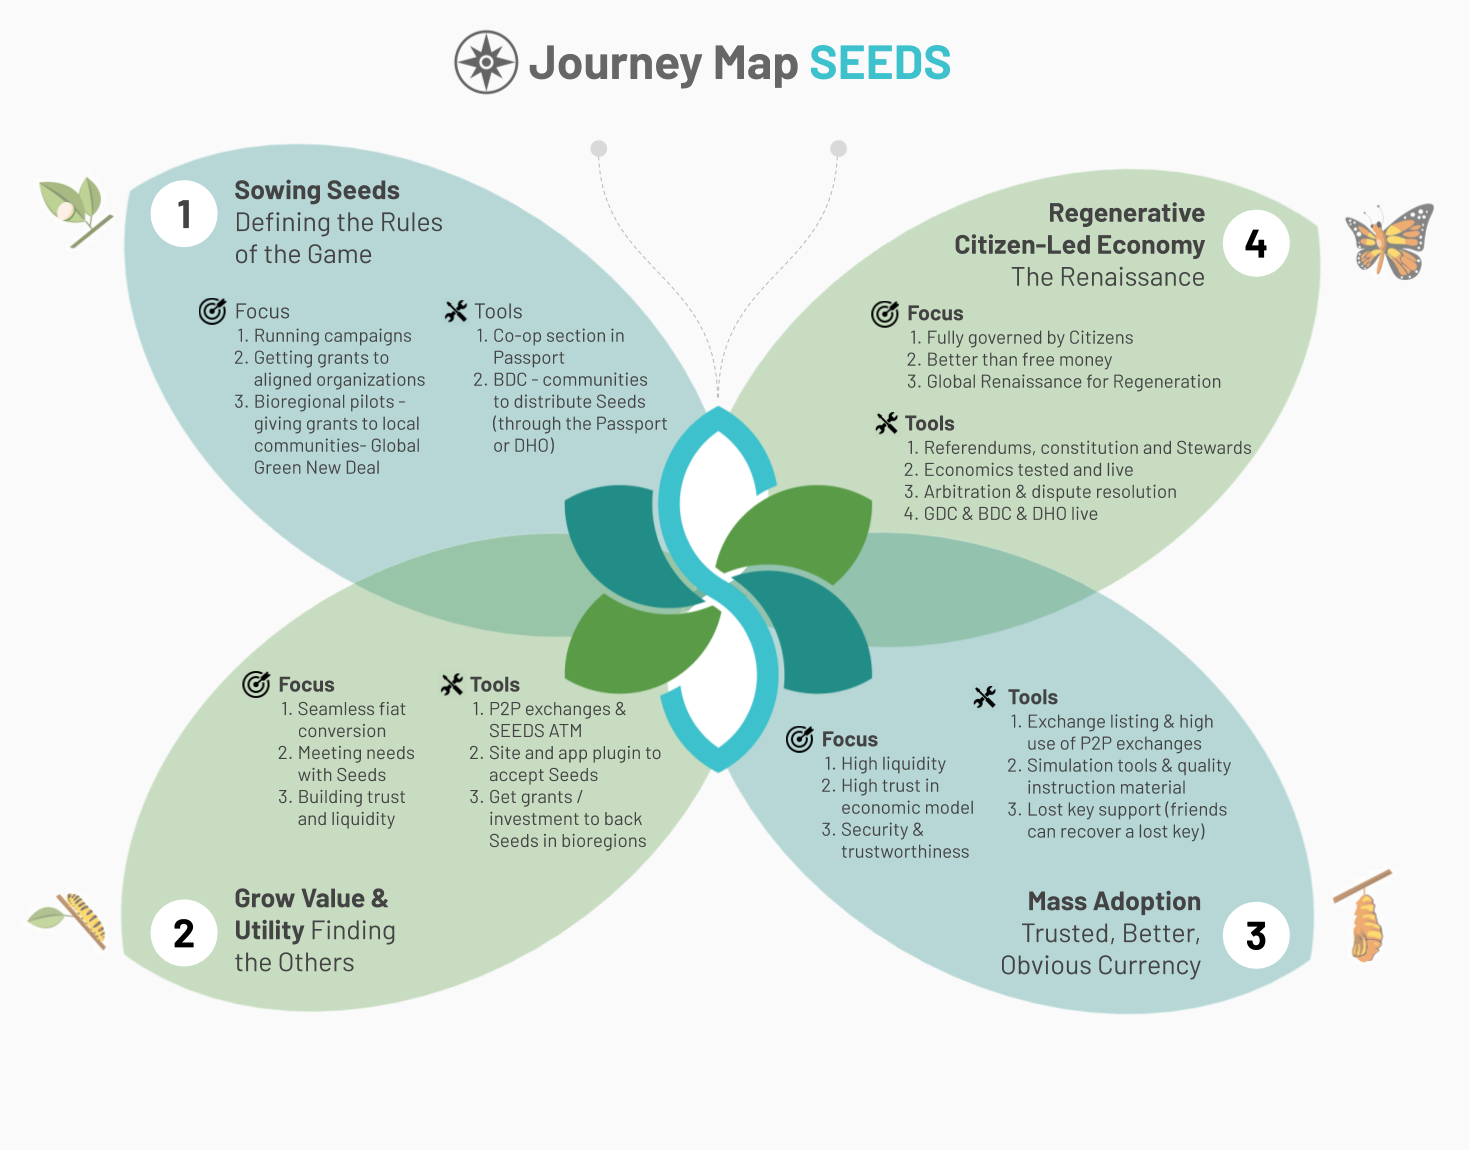 Journey Map SEEDS
1
Sowing Seeds
Defining the Rules
of the Game
Focus
1. Running campaigns
2. Getting grants to
aligned organizations
3. Bioregional pilots -
giving grants to local
communities- Global
Green New Deal
Tools
1. Co-op section in
Passport
2. BDC - communities
to distribute Seeds
(through the Passport
or DHO)
Regenerative
Citizen-Led Economy
The Renaissance
4
Focus
1. Fully governed by Citizens
2. Better than free money
3. Global Renaissance for Regeneration
Tools
1. Referendums, constitution and Stewards
2. Economics tested and live
3. Arbitration & dispute resolution
4. GDC & BDC & DHO live
Focus
1. Seamless fiat
conversion
2. Meeting needs
with Seeds
3. Building trust
and liquidity
Tools
1. P2P exchanges &
SEEDS ATM
2. Site and app plugin to
accept Seeds
3. Get grants /
investment to back
Seeds in bioregions
2
Grow Value &
Utility Finding
the Others
Focus
1. High liquidity
2. High trust in
economic model
3. Security &
trustworthiness
Tools
1. Exchange listing & high
use of P2P exchanges
2. Simulation tools & quality
instruction material
3. Lost key support (friends
can recover a lost key)
Mass Adoption
Trusted, Better,
Obvious Currency
3